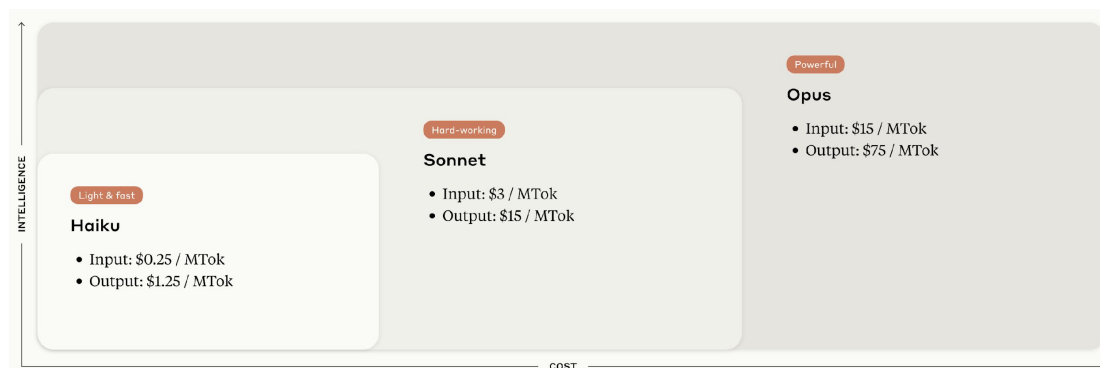 INTELLIGENCE
Light & fast
Haiku
• Input: $0.25 / MTok
• Output: $1.25 / MTok
Hard-working
Sonnet
• Input: $3 / MTok
• Output: $15 / MTok
Powerful
Opus
• Input: $15 / MTok
• Output: $75 / MTok
COST